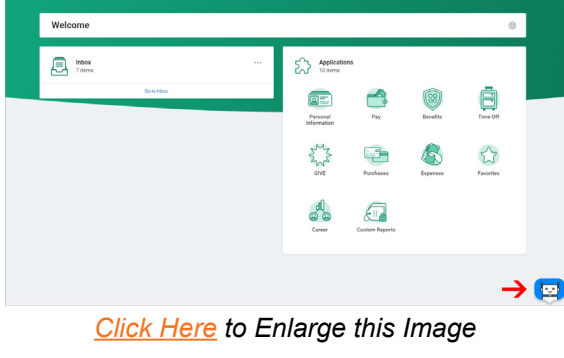 Welcome
Inbox
7 items
Go to Inbox
Applications
10 items
Personal
Information
Pay
Benefits
Time Off
GIVE
Purchases
Expenses
Favorites
Career
Custom Reports
Click Here to Enlarge this Image